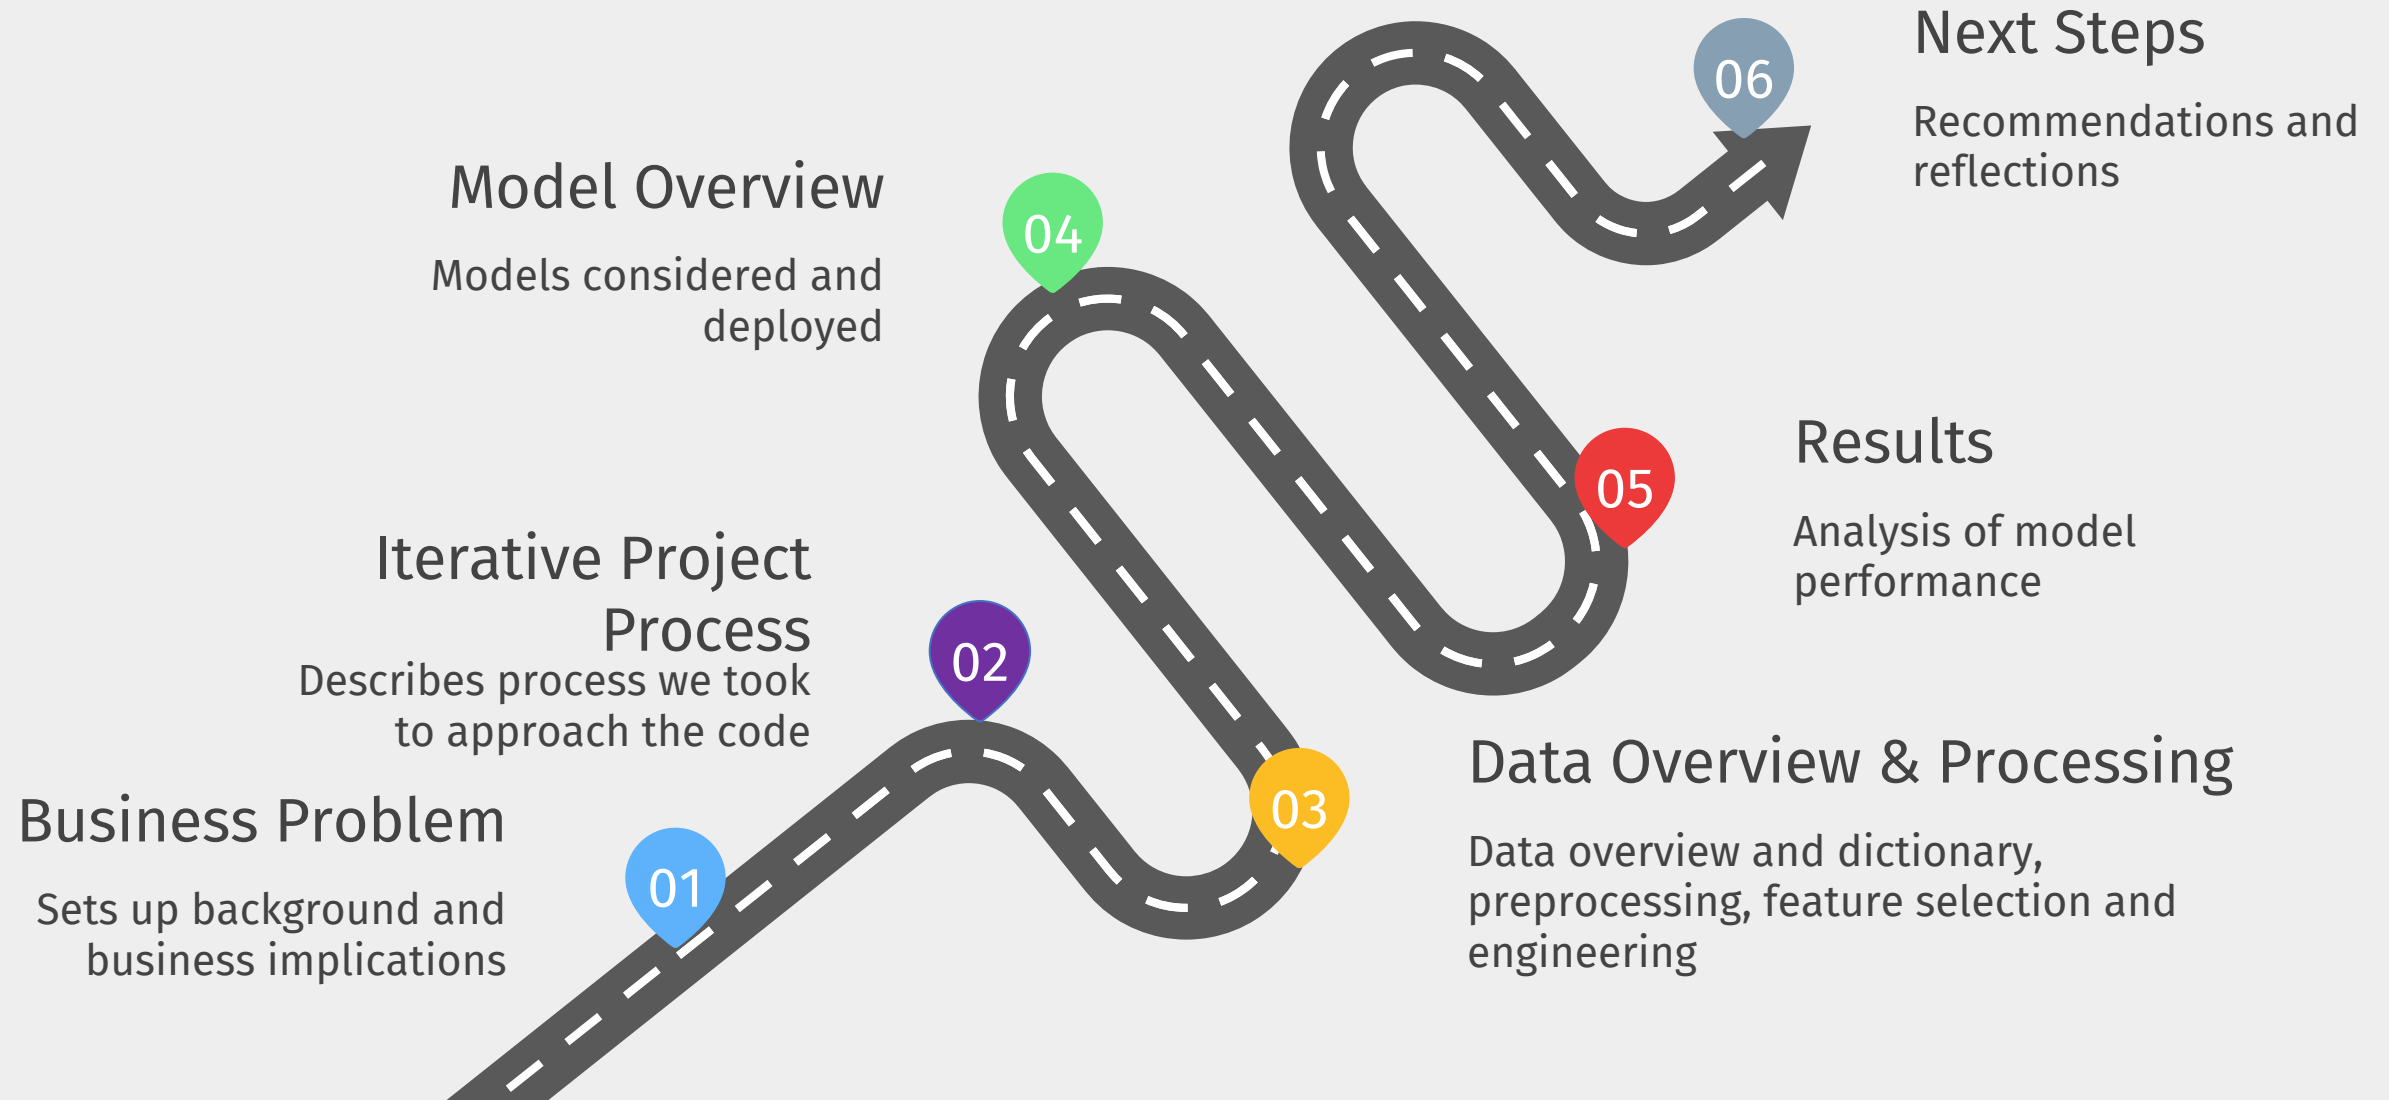 01
Business Problem
Sets up background and
business implications
02
Iterative Project
Process
Describes process we took
to approach the code
03
Data Overview & Processing
Data overview and dictionary,
preprocessing, feature selection and
engineering
04
Model Overview
Models considered and
deployed
05
Results
Analysis of model
performance
06
Next Steps
Recommendations and
reflections